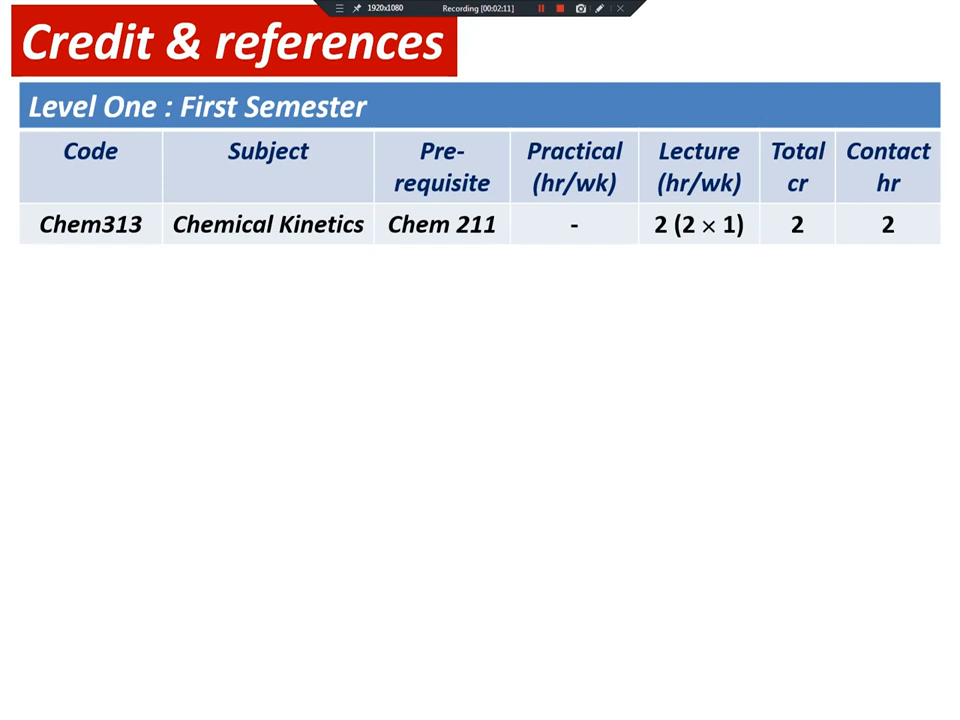 1920x1080 Recording [00:02:11]
Credit & references
Level One : First Semester
Code Subject Pre- Practical Lecture Total Contact
requisite (hr/wk) (hr/wk) cr hr
Chem313 Chemical Kinetics Chem 211 - 2 (2 × 1) 2 2